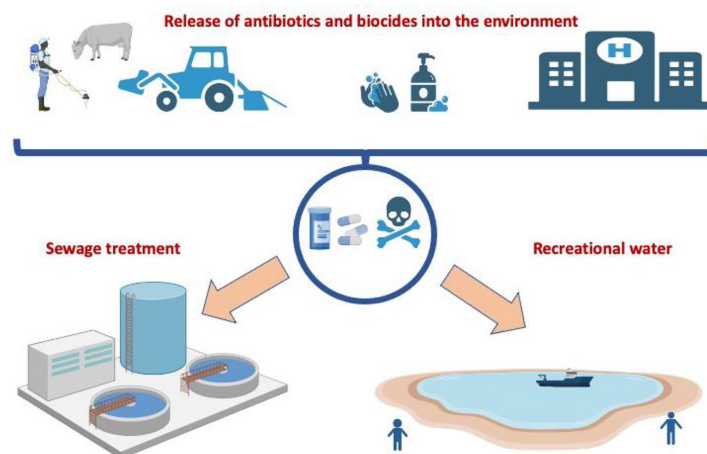 Release of antibiotics and biocides into the environment
H
Sewage treatment
Recreational water